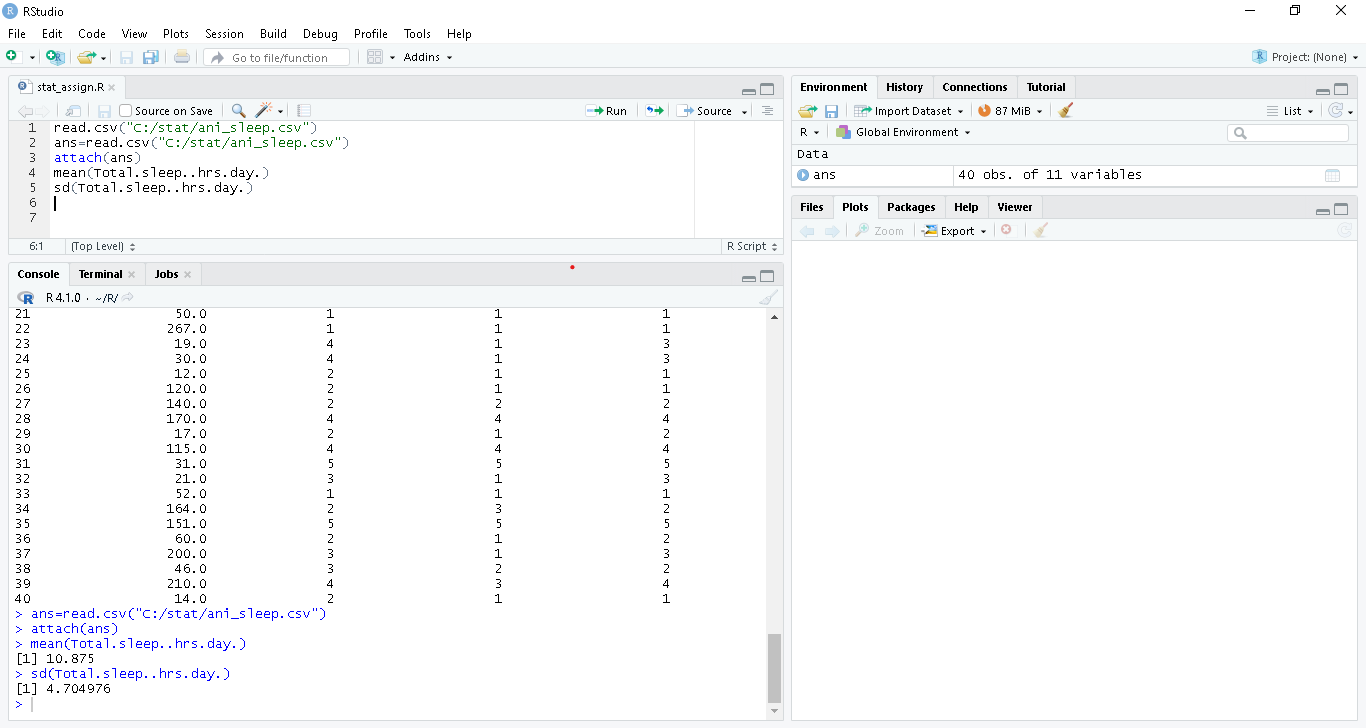 RStudio
File Edit Code View Plots Session Build Debug Profile Tools Help
Go to file/function Addins Project: (None)
stat_assign.R
Source on Save Run Source
1 read.csv("C:/stat/ani_sleep.csv")
2 ans=read.csv("C:/stat/ani_sleep.csv")
3 attach(ans)
4 mean(Total.sleep..hrs.day.)
5 sd(Total.sleep..hrs.day.)
6
7
6:1 (Top Level) R Script
Console Terminal Jobs
R 4.1.0 · ~/R/
21 50.0 1 1 1
22 267.0 1 1 1
23 19.0 4 1 3
24 30.0 4 1 3
25 12.0 2 1 1
26 120.0 2 1 1
27 140.0 2 2 2
28 170.0 4 4 4
29 17.0 2 1 2
30 115.0 4 4 4
31 31.0 5 5 5
32 21.0 3 1 3
33 52.0 1 1 1
34 164.0 2 3 2
35 151.0 5 5 5
36 60.0 2 1 2
37 200.0 3 1 3
38 46.0 3 2 2
39 210.0 4 3 4
40 14.0 2 1 1
> ans=read.csv("C:/stat/ani_sleep.csv")
> attach(ans)
> mean(Total.sleep..hrs.day.)
[1] 10.875
> sd(Total.sleep..hrs.day.)
[1] 4.704976
>
Environment History Connections Tutorial
Import Dataset 87 MiB List
R Global Environment
Data
ans 40 obs. of 11 variables
Files Plots Packages Help Viewer
Zoom Export